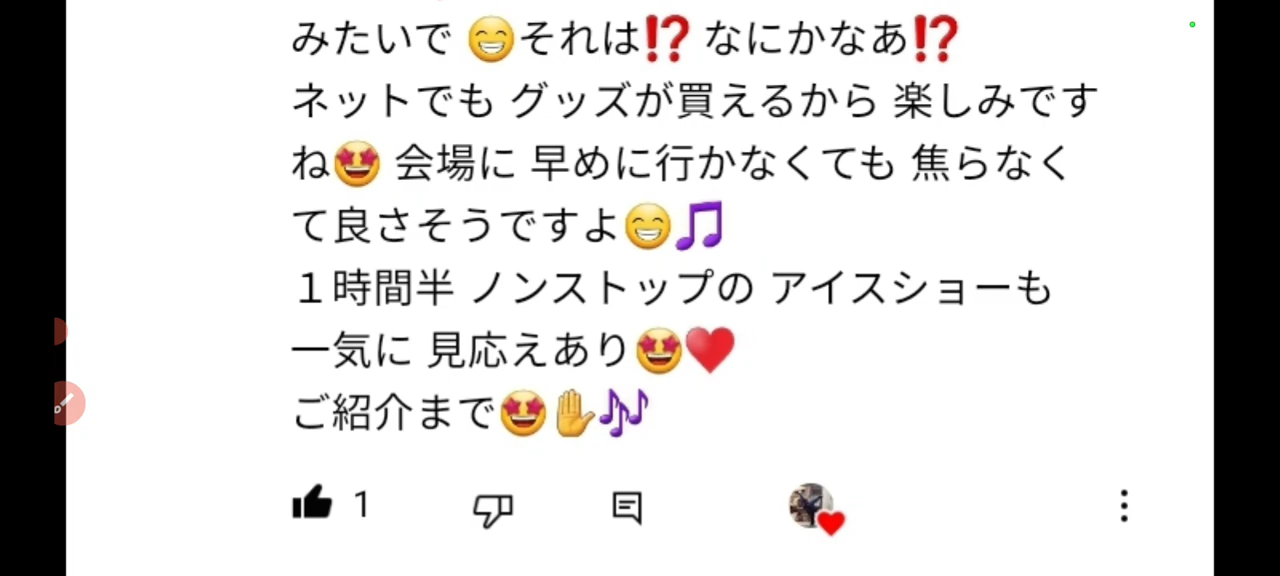 みたいで 😁それは⁉️ なにかなあ⁉️
ネットでも グッズが買えるから 楽しみです
ね🤩 会場に 早めに行かなくても 焦らなく
て良さそうですよ😁🎵
１時間半 ノンストップの アイスショーも
一気に 見応えあり🤩♥️
ご紹介まで🤩✋🎶
1